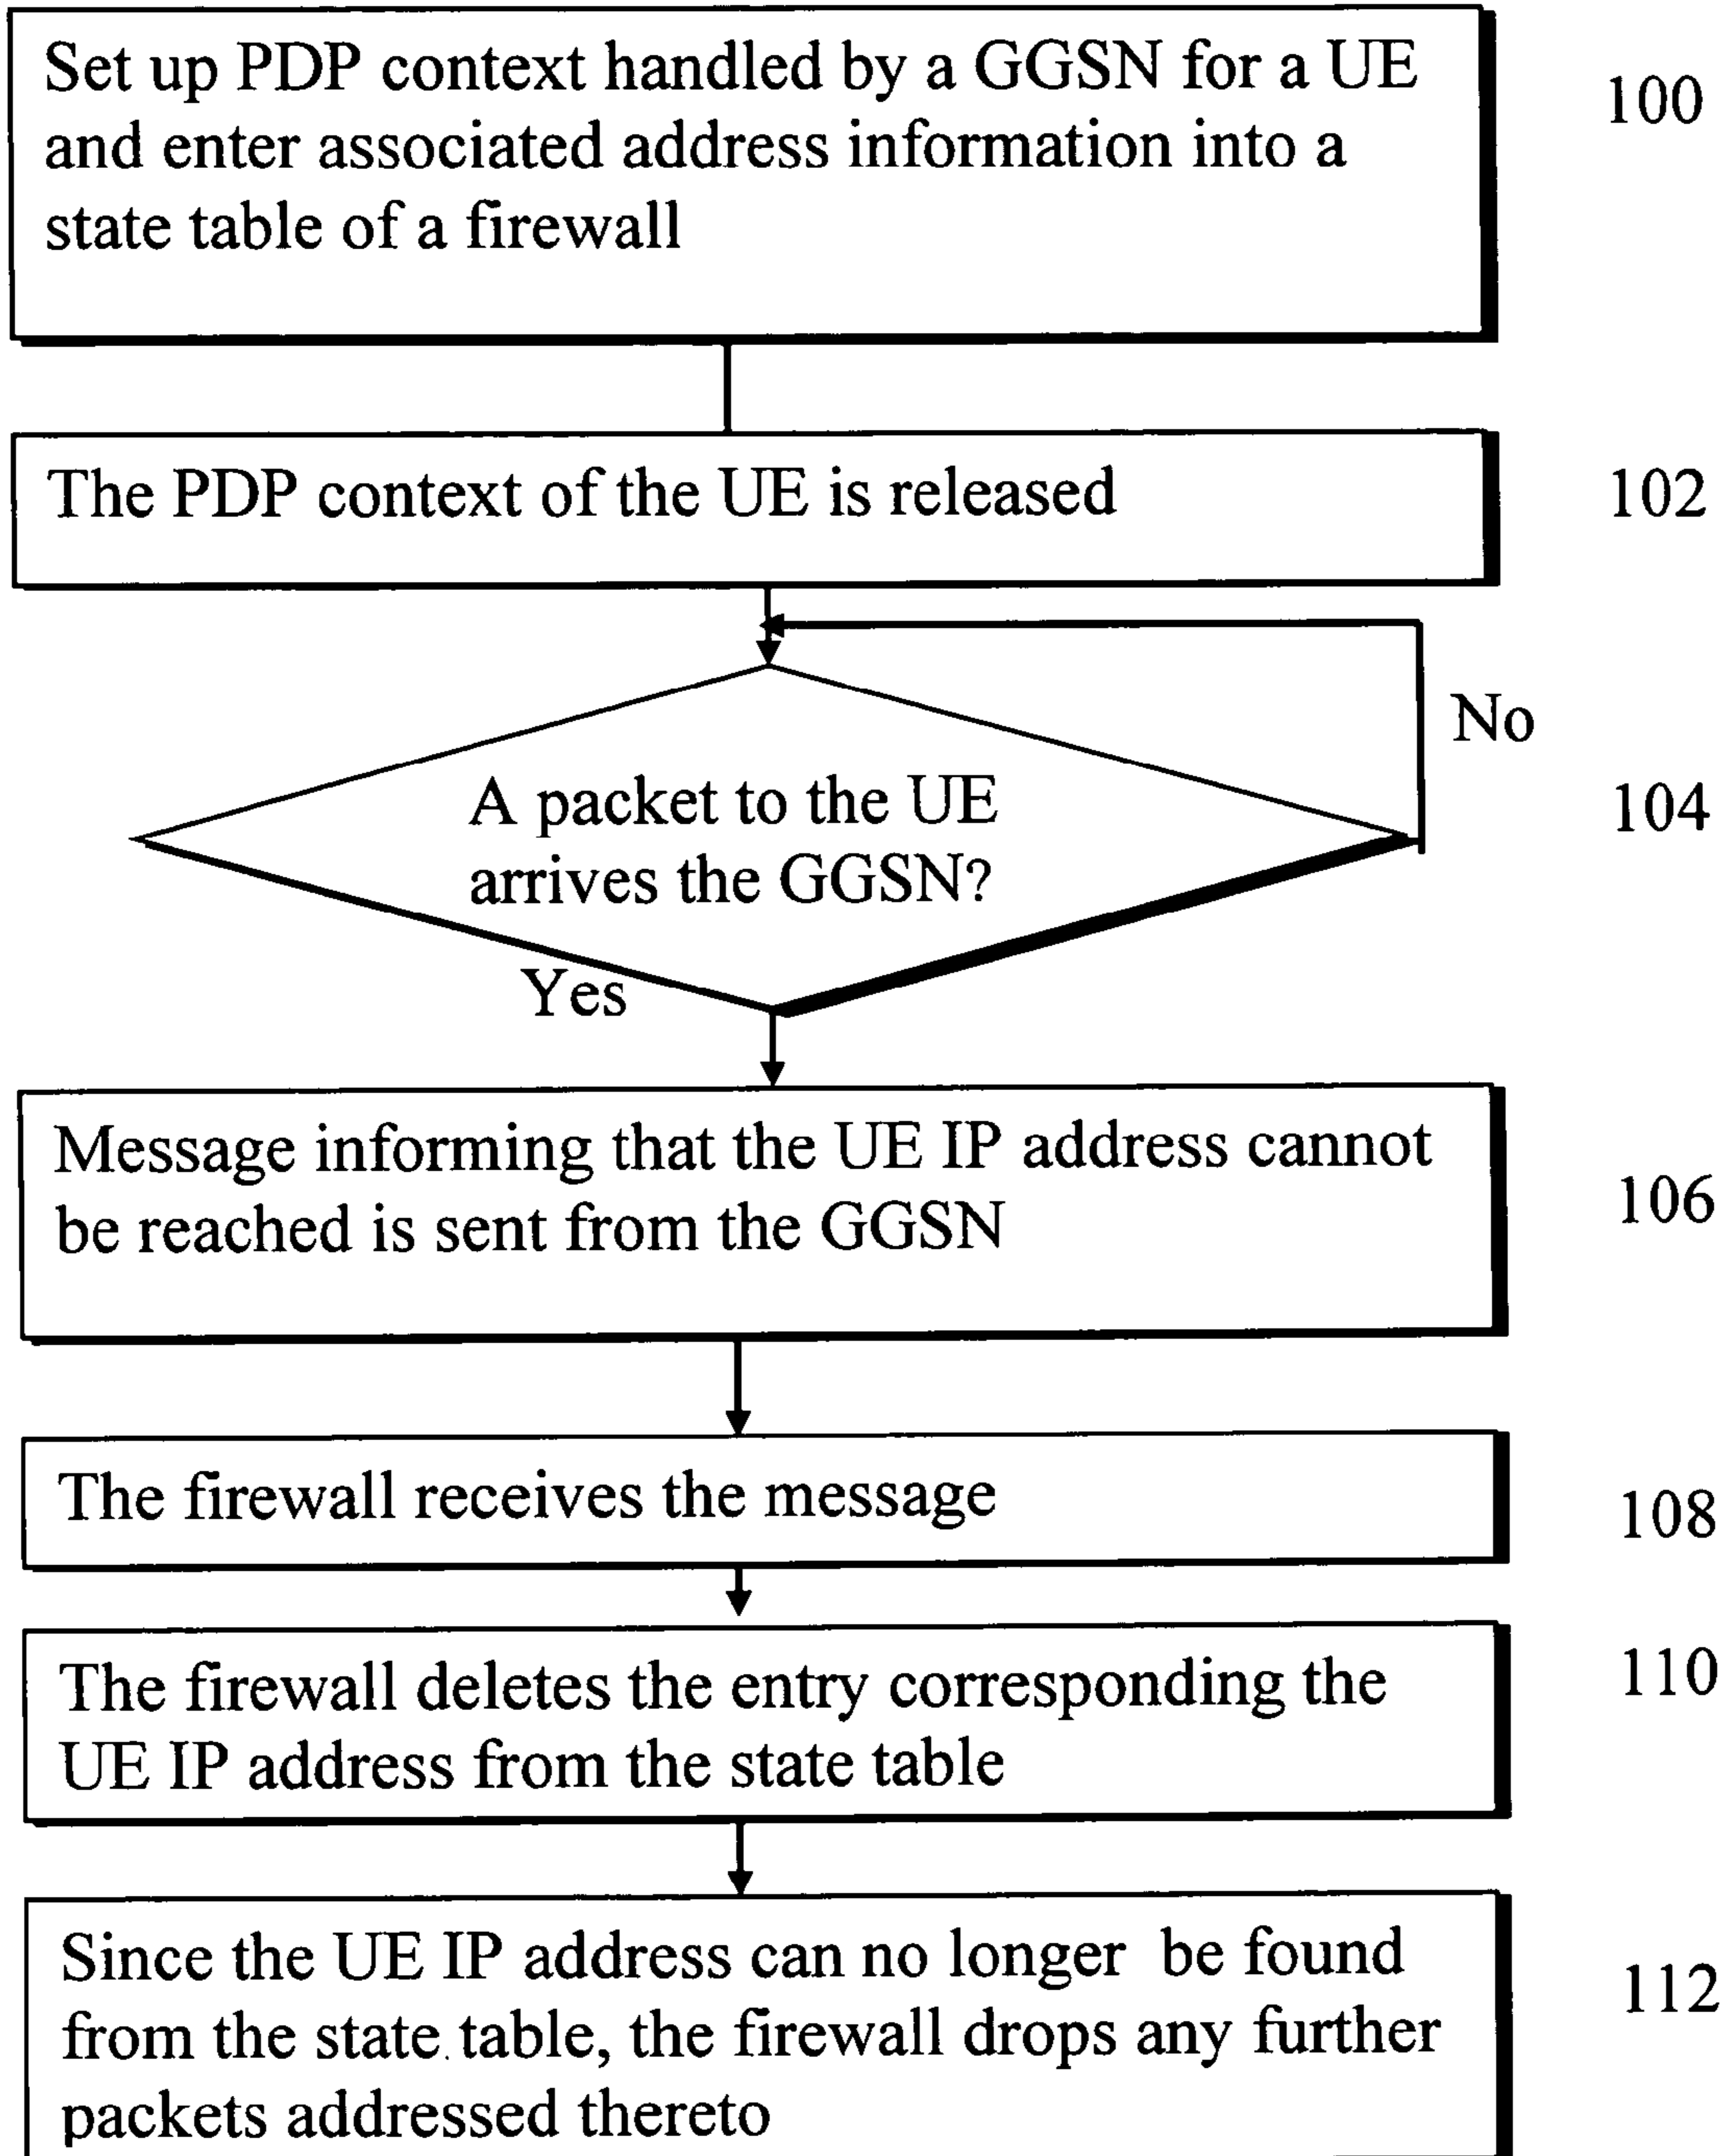 Set up PDP context handled by a GGSN for a UE
and enter associated address information into a
state table of a firewall
100
The PDP context of the UE is released
102
No
A packet to the UE
arrives the GGSN?
104
Yes
Message informing that the UE IP address cannot
be reached is sent from the GGSN
106
The firewall receives the message
108
The firewall deletes the entry corresponding the
UE IP address from the state table
110
Since the UE IP address can no longer be found
from the state table, the firewall drops any further
packets addressed thereto
112